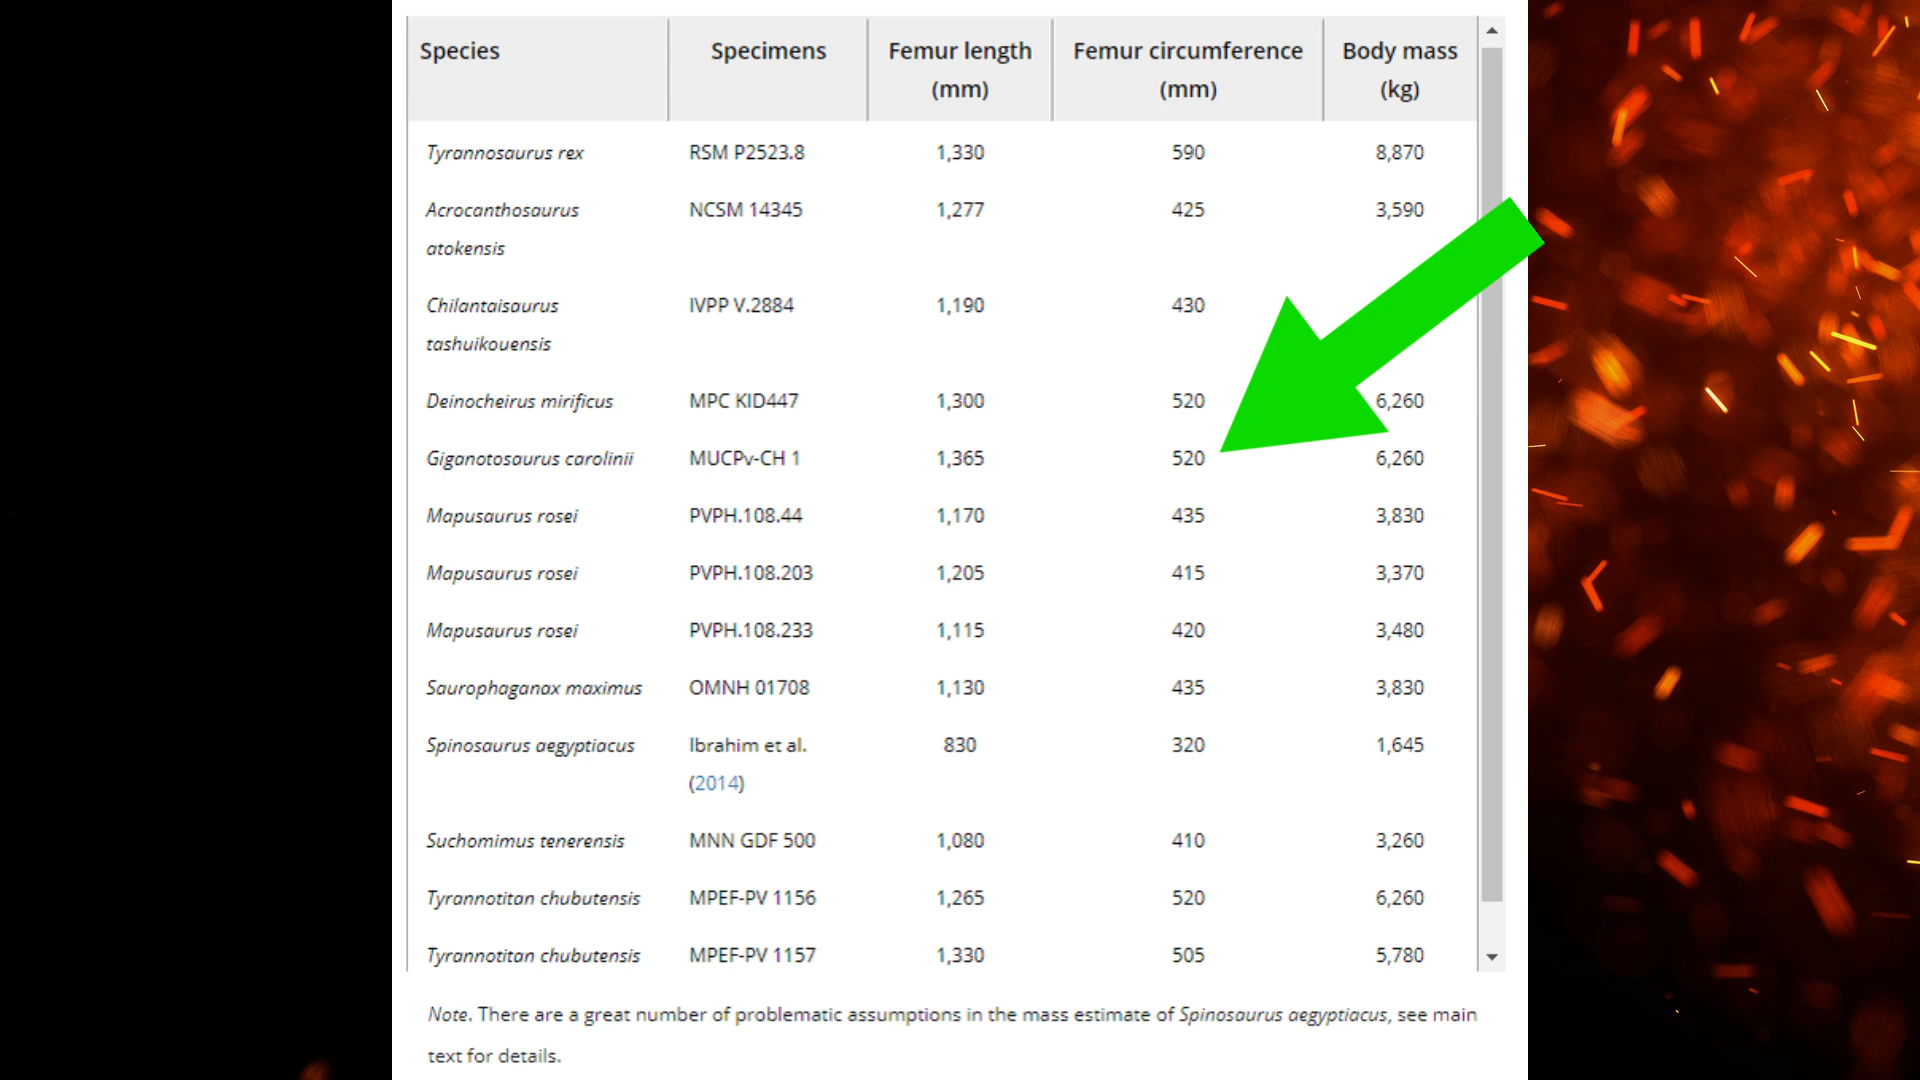 Species Specimens Femur length Femur circumference Body mass
(mm) (mm) (kg)
Tyrannosaurus rex RSM P2523.8 1,330 590 8,870
Acrocanthosaurus NCSM 14345 1,277 425 3,590
atokensis
Chilantaisaurus IVPP V.2884 1,190 430
tashuikouensis
Deinocheirus mirificus MPC KID447 1,300 520 6,260
Giganotosaurus carolinii MUCPv-CH 1 1,365 520 6,260
Mapusaurus rosei PVPH.108.44 1,170 435 3,830
Mapusaurus rosei PVPH.108.203 1,205 415 3,370
Mapusaurus rosei PVPH.108.233 1,115 420 3,480
Saurophaganax maximus OMNH 01708 1,130 435 3,830
Spinosaurus aegyptiacus Ibrahim et al. 830 320 1,645
(2014)
Suchomimus tenerensis MNN GDF 500 1,080 410 3,260
Tyrannotitan chubutensis MPEF-PV 1156 1,265 520 6,260
Tyrannotitan chubutensis MPEF-PV 1157 1,330 505 5,780
Note. There are a great number of problematic assumptions in the mass estimate of Spinosaurus aegyptiacus, see main
text for details.